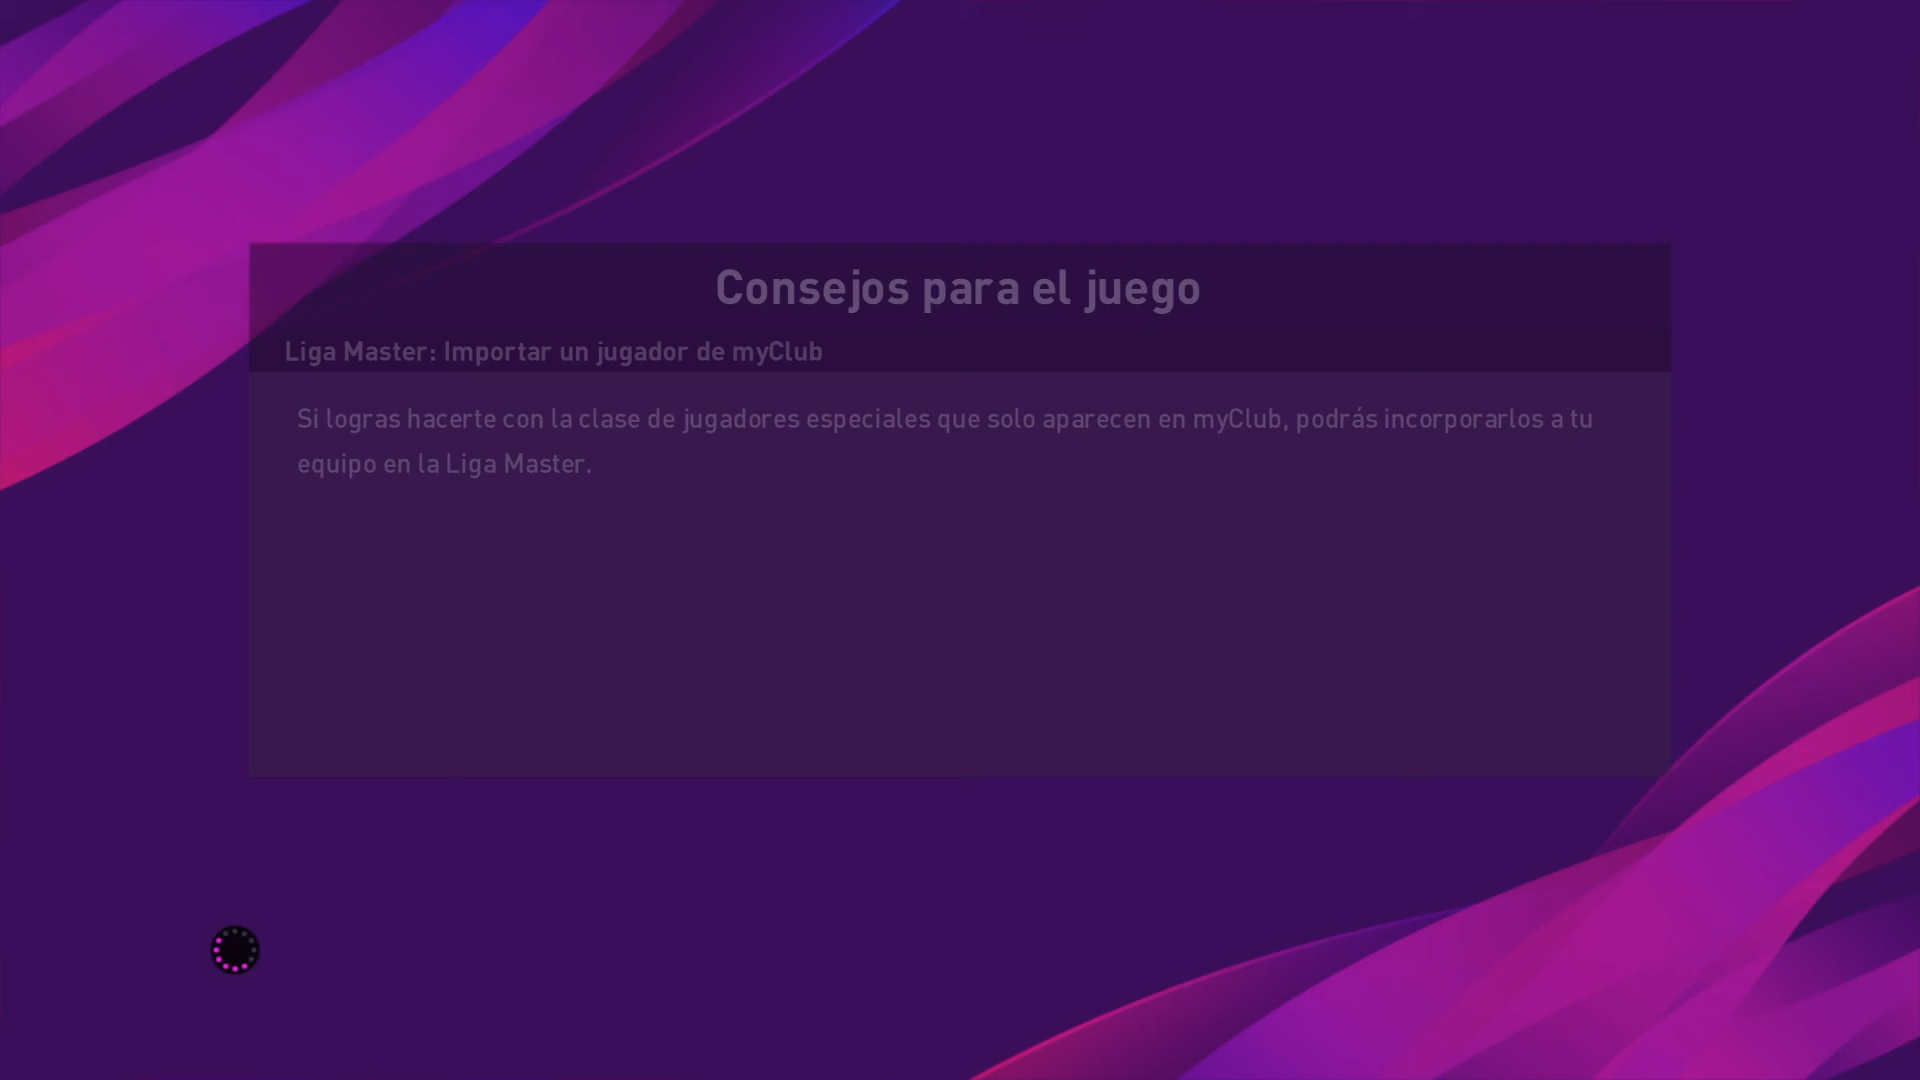 Consejos para el juego
Liga Master: Importar un jugador de myClub
Si logras hacerte con la clase de jugadores especiales que solo aparecen en myClub, podrás incorporarlos a tu
equipo en la Liga Master.